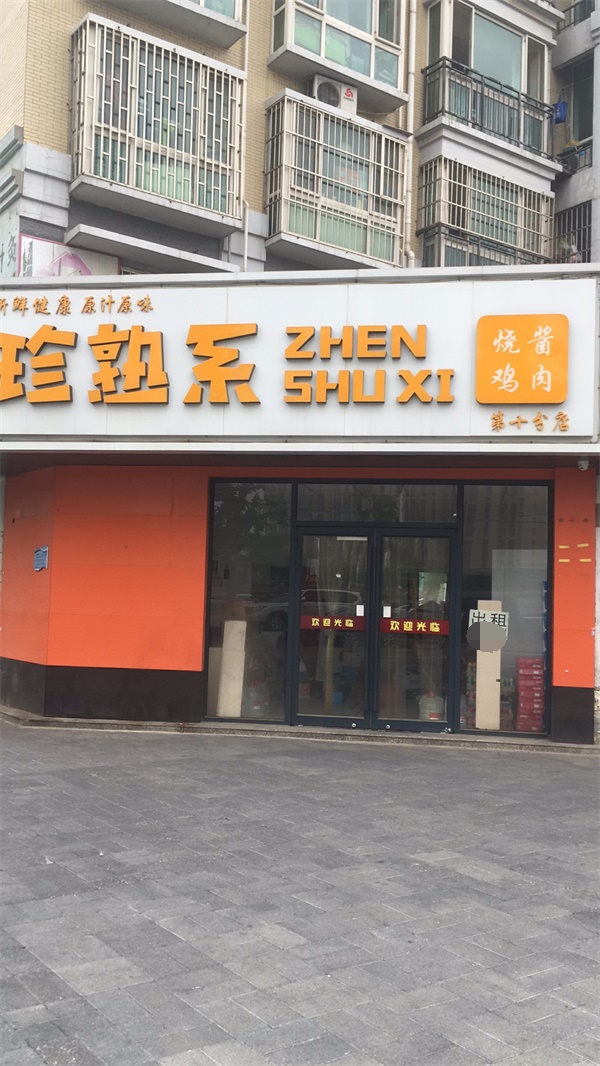 新鲜健康 原汁原味
珍熟系
ZHEN
SHU XI
烧酱
鸡肉
第十分店
欢迎光临
欢迎光临
出租